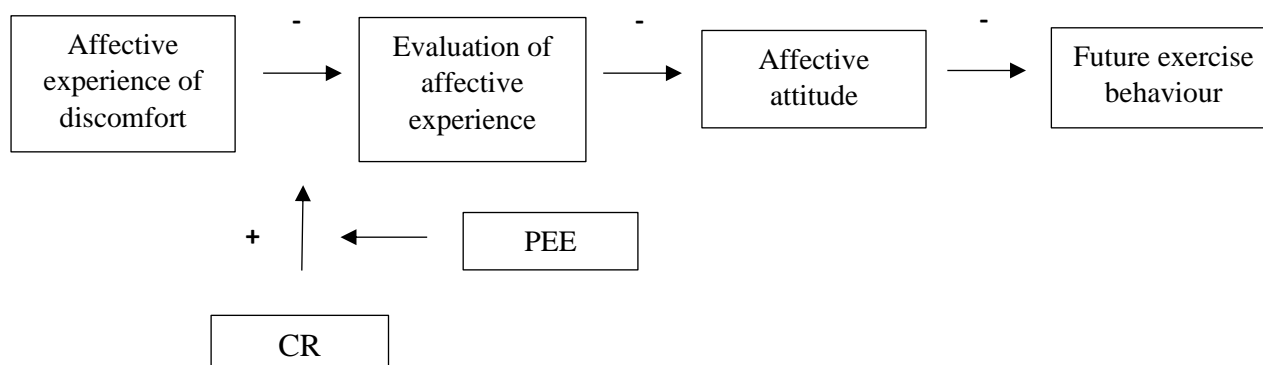 -
-
-
Affective
experience of
discomfort
Evaluation of
affective
experience
Affective
attitude
Future exercise
behaviour
+
PEE
CR